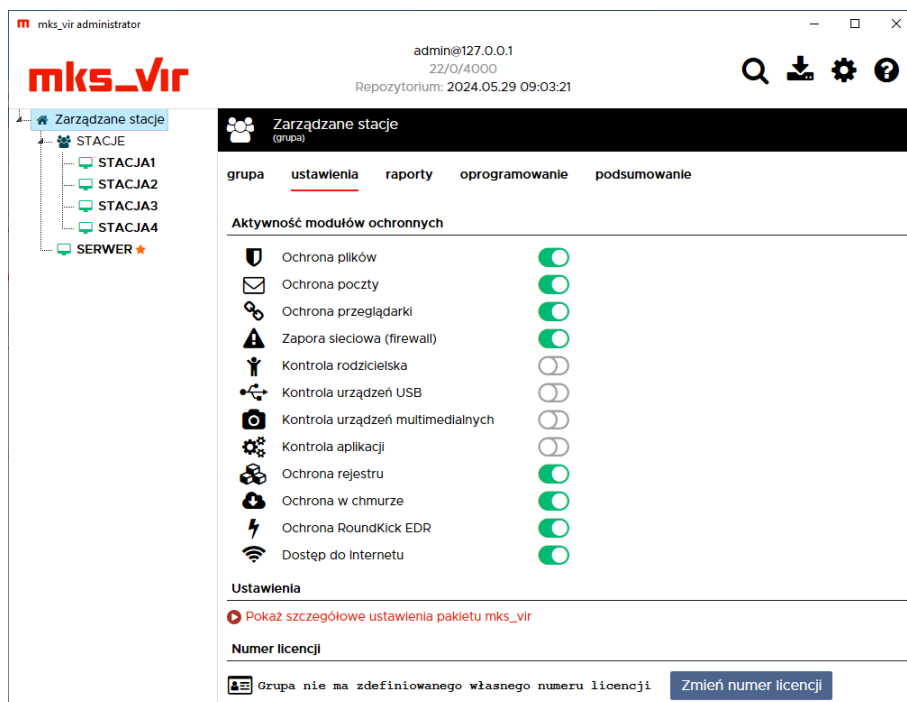 mks_vir administrator
mks_vir
admin@127.0.0.1
22/0/4000
Repozytorium: 2024.05.29 09:03:21
Zarządzane stacje
STACJE
STACJA1
STACJA2
STACJA3
STACJA4
SERWER
Zarządzane stacje
(grupa)
grupa ustawienia raporty oprogramowanie podsumowanie
Aktywność modułów ochronnych
Ochrona plików
Ochrona poczty
Ochrona przeglądarki
Zapora sieciowa (firewall)
Kontrola rodzicielska
Kontrola urządzeń USB
Kontrola urządzeń multimedialnych
Kontrola aplikacji
Ochrona rejestru
Ochrona w chmurze
Ochrona RoundKick EDR
Dostęp do Internetu
Ustawienia
Pokaż szczegółowe ustawienia pakietu mks_vir
Numer licencji
Grupa nie ma zdefiniowanego własnego numeru licencji
Zmień numer licencji